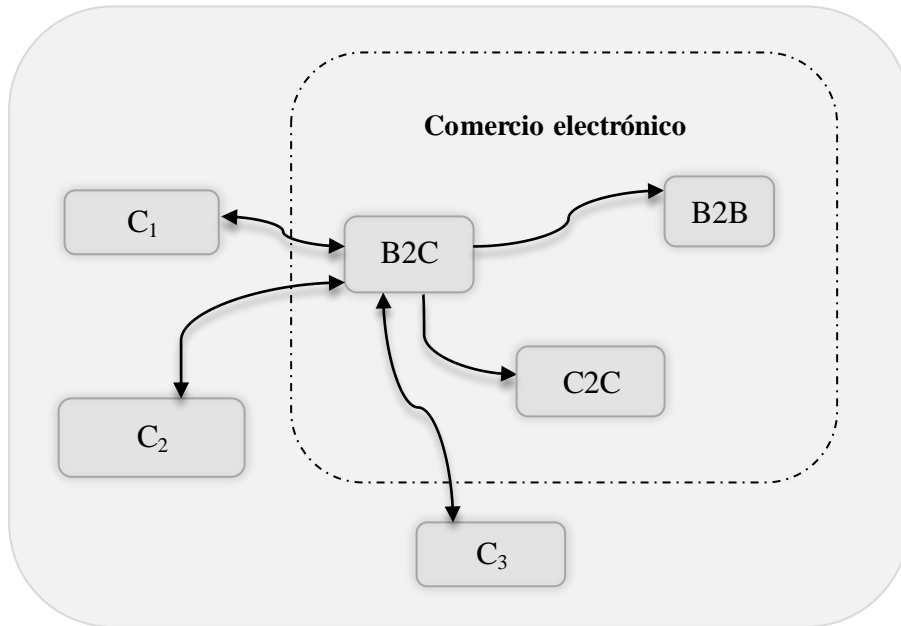 Comercio electrónico
C₁
B2C
B2B
C₂
C2C
C₃